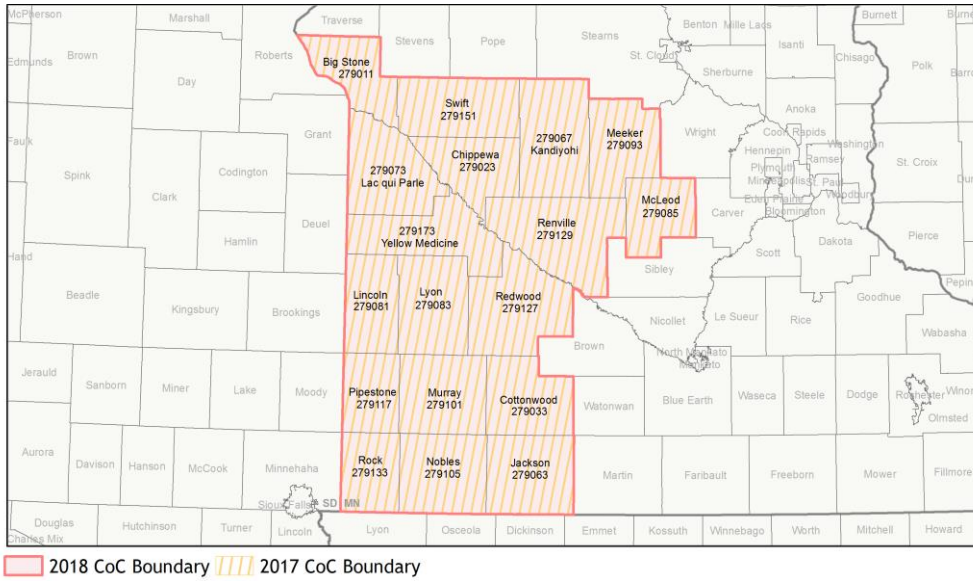 McPherson
Marshall
Traverse
Burnett
Benton
Mille Lacs
Isanti
Brown
Roberts
Stevens
Pope
Stearns
Chisago
Edmunds
Day
Big Stone
279011
St. Cloud
Sherburne
Polk
Barron
Grant
Swift
279151
Anoka
Faulk
Codington
279067
Kandiyohi
Meeker
279093
Wright
Coon Rapids
Washington
Hennepin
Ramsey
Spink
Chippewa
279023
Plymouth
Minneapolis
St. Paul
St. Croix
Clark
279073
Lac qui Parle
Woodbury
Eden Prairie
Bloomington
McLeod
279085
Carver
Deuel
Renville
279129
Hamlin
279173
Yellow Medicine
Dakota
Pierce
Scott
Hand
Sibley
Pepin
Beadle
Kingsbury
Brookings
Lincoln
279081
Lyon
279083
Redwood
279127
Goodhue
Nicollet
Le Sueur
Rice
Wabasha
Brown
North Mankato
Mankato
Jerauld
Sanborn
Miner
Lake
Moody
Pipestone
279117
Murray
279101
Cottonwood
279033
Watonwan
Blue Earth
Waseca
Steele
Dodge
Rochester
Olmsted
Aurora
Davison
Hanson
McCook
Minnehaha
Rock
279133
Nobles
279105
Jackson
279063
Martin
Faribault
Freeborn
Mower
Fillmore
Sioux Falls
SD
MN
Douglas
Hutchinson
Turner
Lincoln
Lyon
Osceola
Dickinson
Emmet
Kossuth
Winnebago
Worth
Mitchell
Howard
Charles Mix
2018 CoC Boundary 2017 CoC Boundary